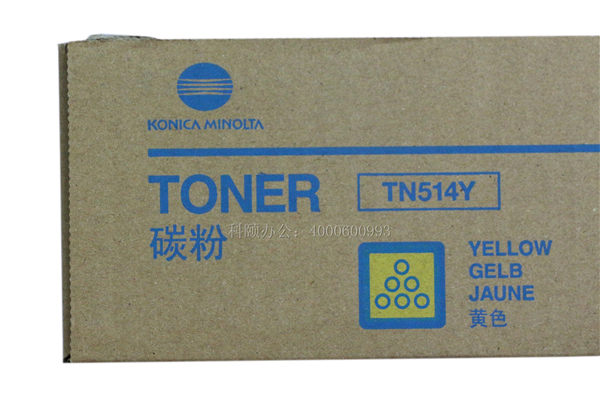 KONICA MINOLTA
TONER
TN514Y
碳粉
科颐办公：4000600993
YELLOW
GELB
JAUNE
黄色